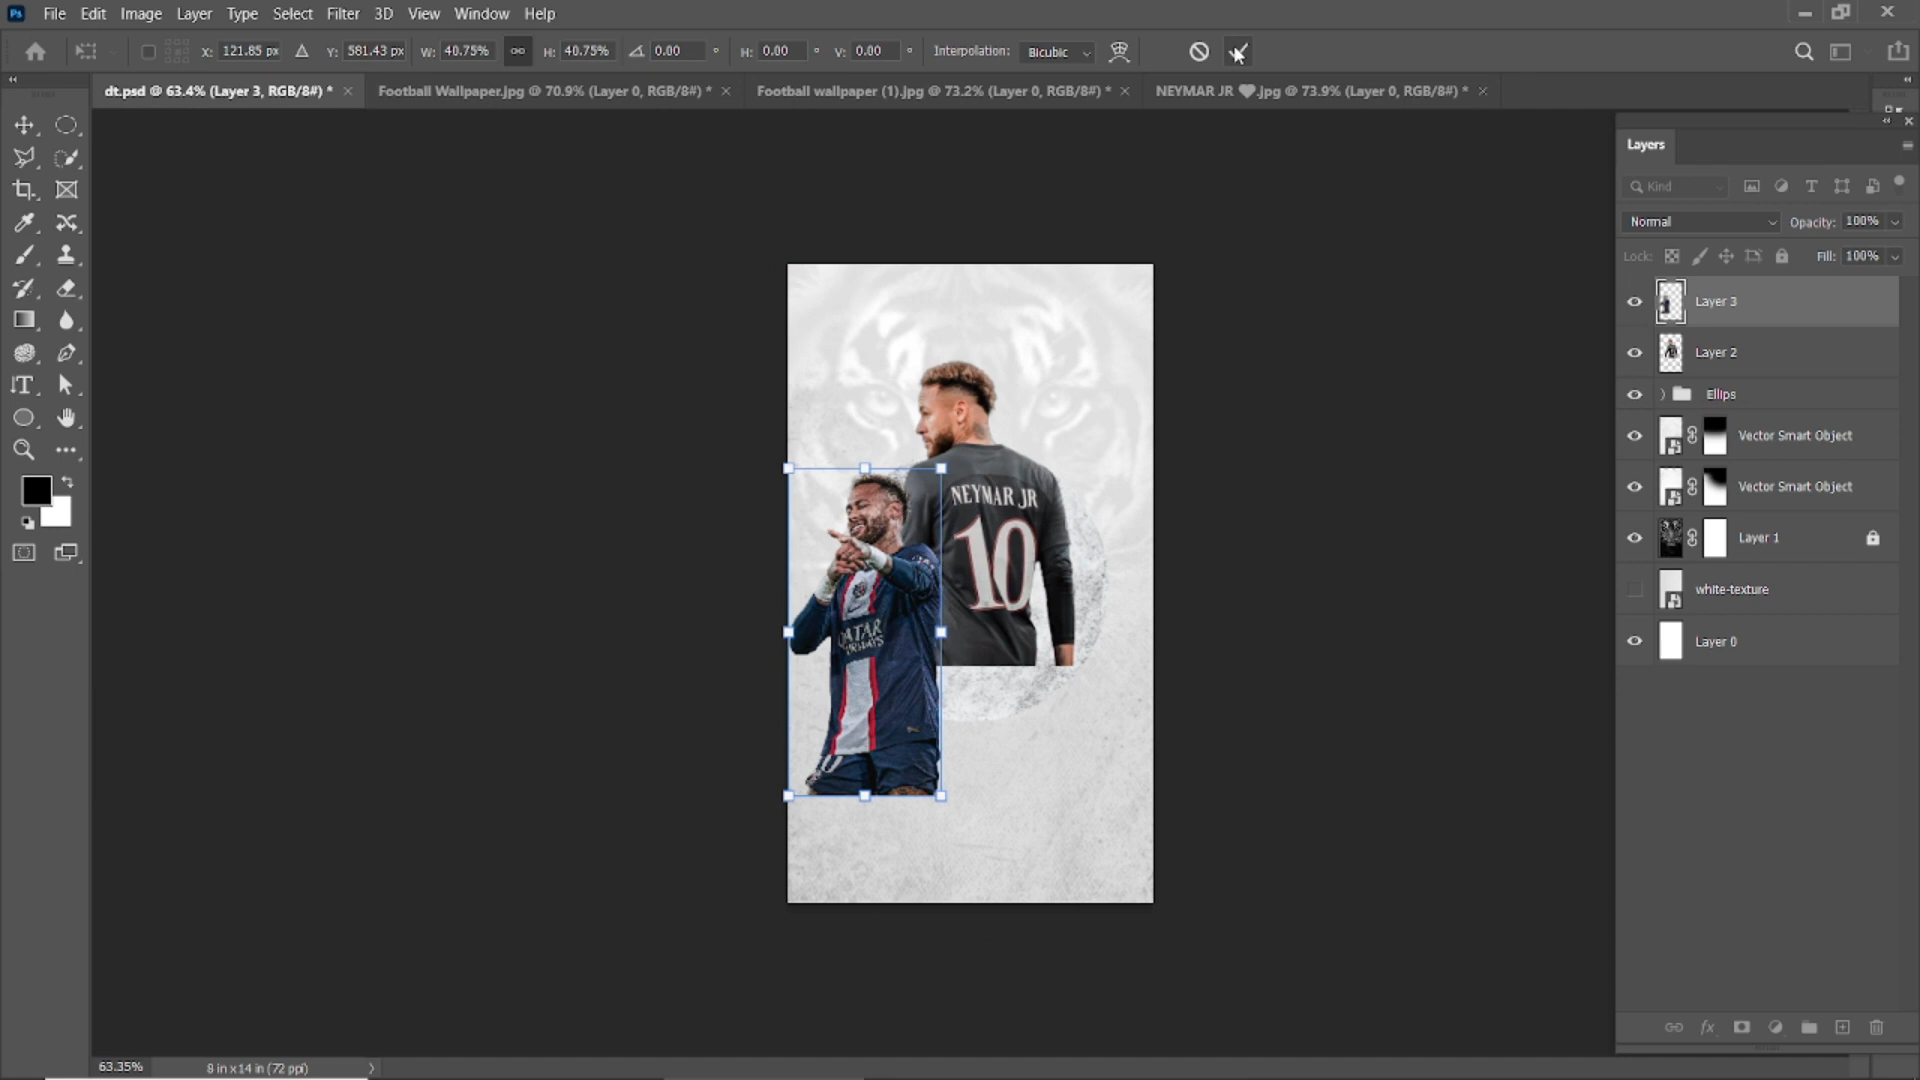 Ps File Edit Image Layer Type Select Filter 3D View Window Help
X: 121.85 px Y: 581.43 px W: 40.75% H: 40.75% 0.00 ° H: 0.00 ° V: 0.00 ° Interpolation: Bicubic
dt.psd @ 63.4% (Layer 3, RGB/8#) * Football Wallpaper.jpg @ 70.9% (Layer 0, RGB/8#) * Football wallpaper (1).jpg @ 73.2% (Layer 0, RGB/8#) * NEYMAR JR 🖤.jpg @ 73.9% (Layer 0, RGB/8#) *
Layers
Kind
Normal Opacity: 100%
Lock: Fill: 100%
Layer 3
Layer 2
Ellips
Vector Smart Object
Vector Smart Object
Layer 1
white-texture
Layer 0
NEYMAR JR
10
QATAR
AIRWAYS
63.35% 8 in x 14 in (72 ppi)